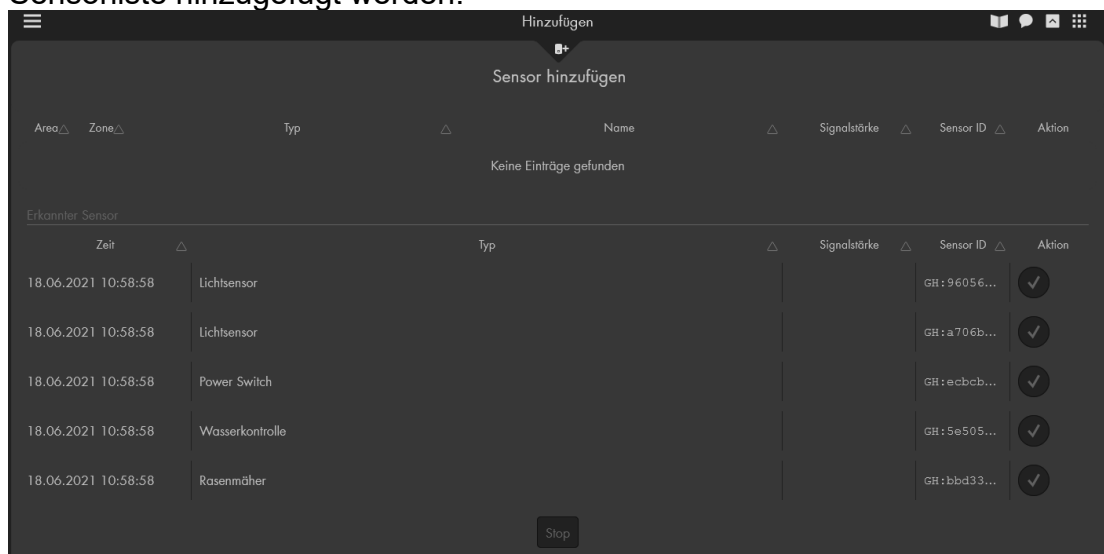 Sensorliste hinzugefügt werden.
Hinzufügen
Sensor hinzufügen
Area Zone Typ Name Signalstärke Sensor ID Aktion
Keine Einträge gefunden
Erkannter Sensor
Zeit Typ Signalstärke Sensor ID Aktion
18.06.2021 10:58:58 Lichtsensor GH:96056...
18.06.2021 10:58:58 Lichtsensor GH:a706b...
18.06.2021 10:58:58 Power Switch GH:ecbcb...
18.06.2021 10:58:58 Wasserkontrolle GH:5e505...
18.06.2021 10:58:58 Rasenmäher GH:bbd33...
Stop